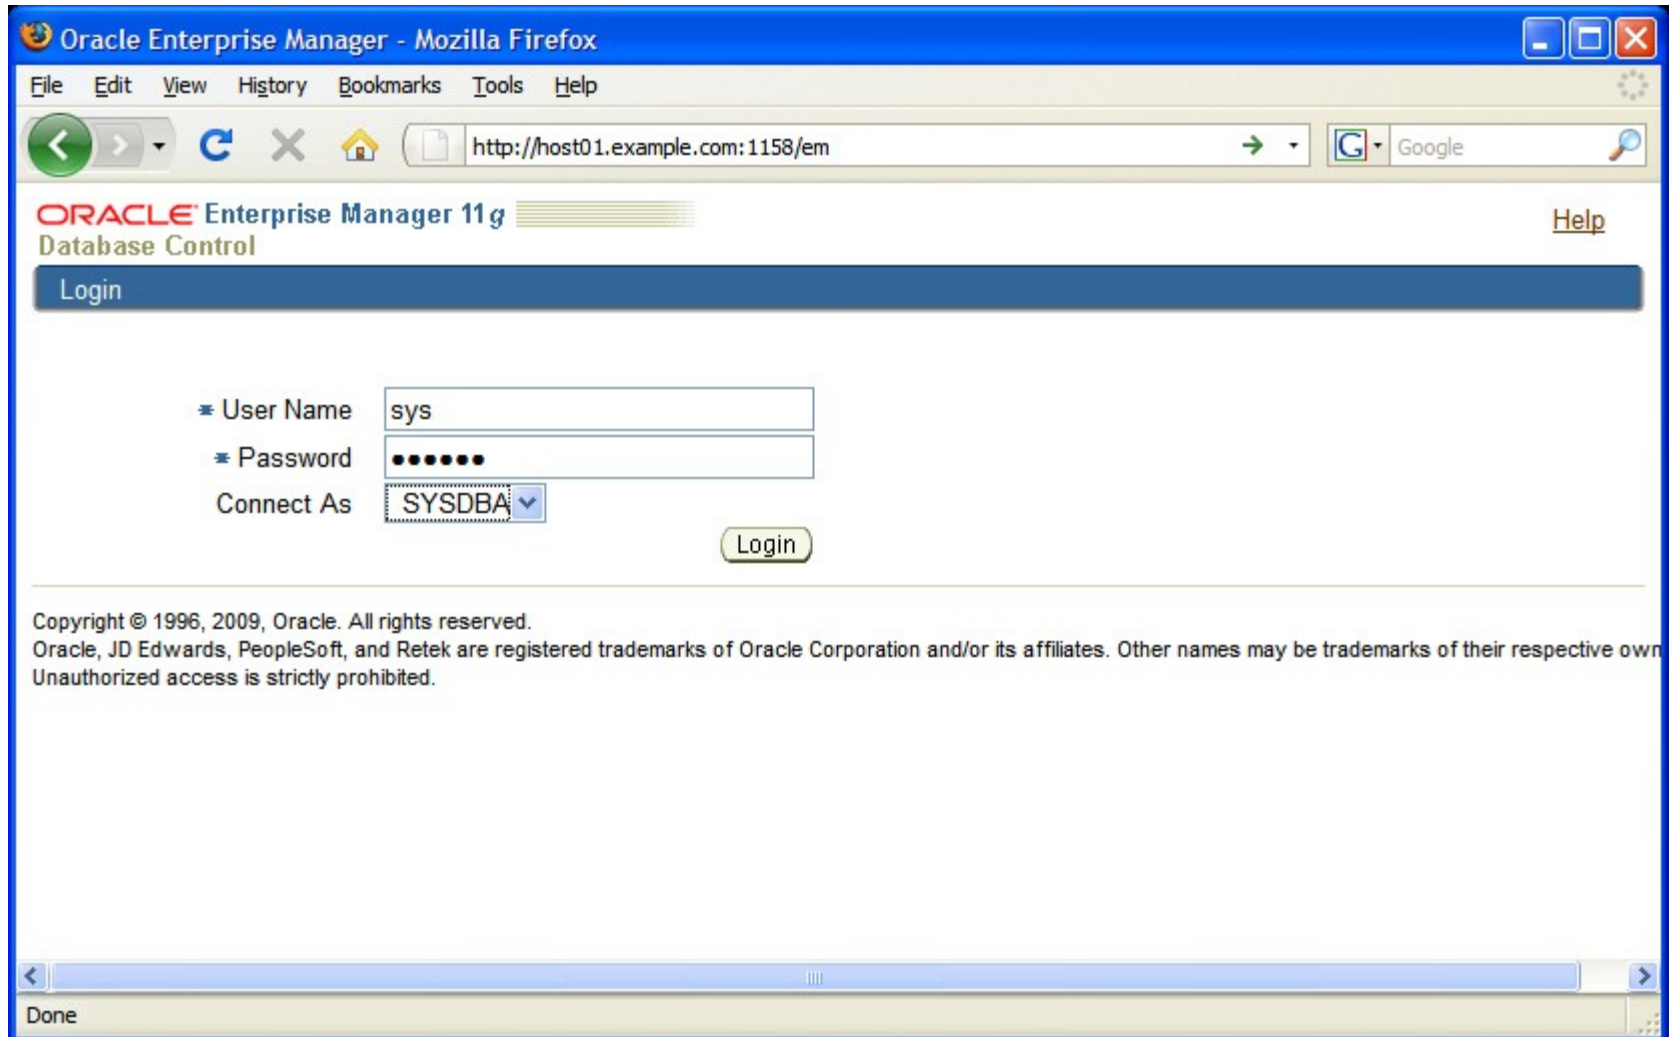 Oracle Enterprise Manager - Mozilla Firefox
File Edit View History Bookmarks Tools Help
http://host01.example.com:1158/em
G Google
ORACLE Enterprise Manager 11g
Database Control
Help
Login
* User Name sys
* Password ••••••
Connect As SYSDBA
Login
Copyright © 1996, 2009, Oracle. All rights reserved.
Oracle, JD Edwards, PeopleSoft, and Retek are registered trademarks of Oracle Corporation and/or its affiliates. Other names may be trademarks of their respective own
Unauthorized access is strictly prohibited.
Done